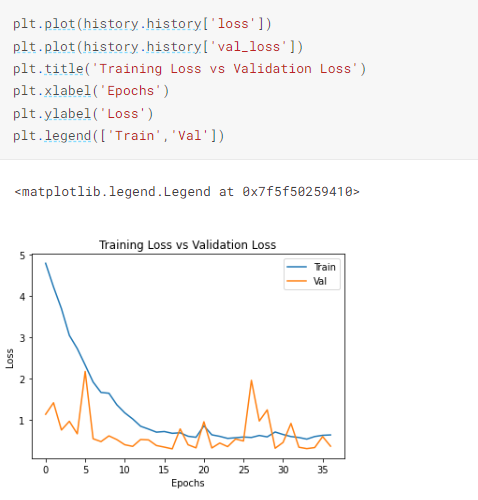 plt.plot(history.history['loss'])
plt.plot(history.history['val_loss'])
plt.title('Training Loss vs Validation Loss')
plt.xlabel('Epochs')
plt.ylabel('Loss')
plt.legend(['Train','Val'])
<matplotlib.legend.Legend at 0x7f5f50259410>
Training Loss vs Validation Loss
Train
Val
5
4
3
2
1
Loss
0 5 10 15 20 25 30 35
Epochs